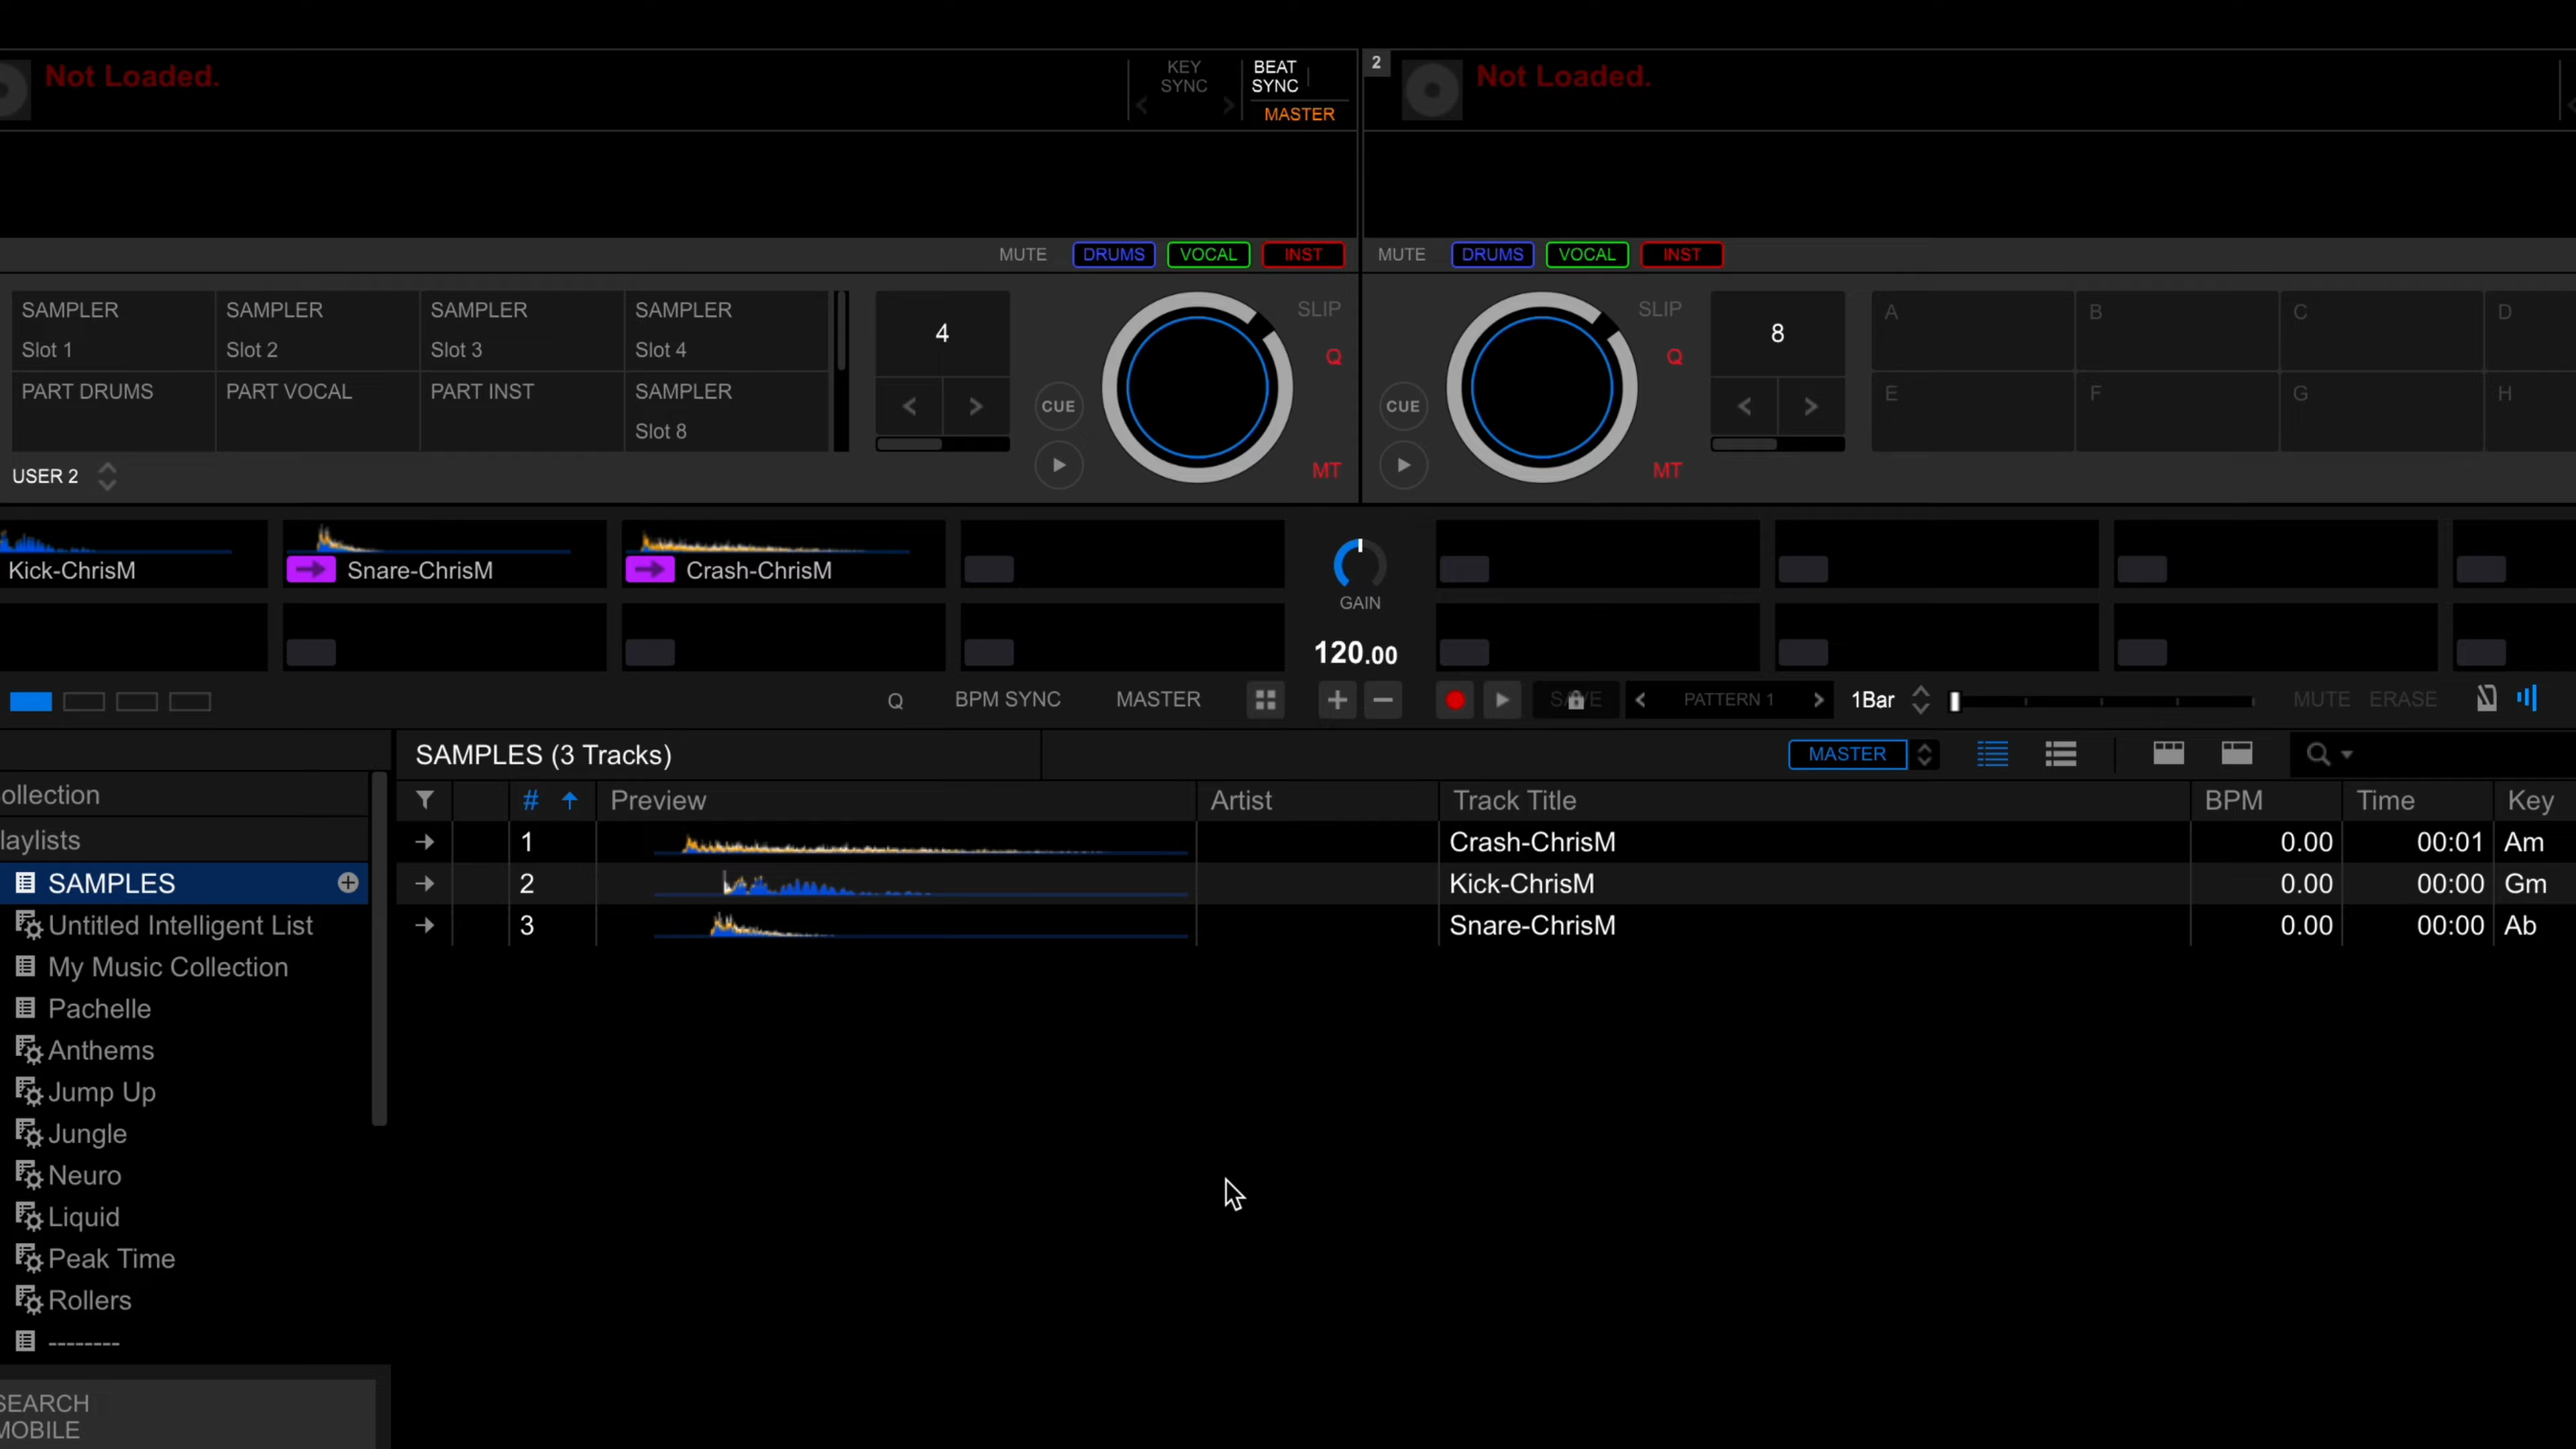 Not Loaded.
KEY
SYNC
BEAT
SYNC
MASTER
2
Not Loaded.
MUTE DRUMS VOCAL INST
MUTE DRUMS VOCAL INST
SAMPLER
Slot 1
SAMPLER
Slot 2
SAMPLER
Slot 3
SAMPLER
Slot 4
PART DRUMS
PART VOCAL
PART INST
SAMPLER
Slot 8
USER 2
4
CUE
SLIP
Q
MT
CUE
SLIP
Q
MT
8
A B C D
E F G H
Kick-ChrisM
Snare-ChrisM
Crash-ChrisM
GAIN
120.00
Q BPM SYNC MASTER
PATTERN 1
1Bar
MUTE ERASE
SAMPLES (3 Tracks)
MASTER
# Preview Artist Track Title BPM Time Key
1 Crash-ChrisM 0.00 00:01 Am
2 Kick-ChrisM 0.00 00:00 Gm
3 Snare-ChrisM 0.00 00:00 Ab
ollection
laylists
SAMPLES
Untitled Intelligent List
My Music Collection
Pachelle
Anthems
Jump Up
Jungle
Neuro
Liquid
Peak Time
Rollers
--------
SEARCH
MOBILE